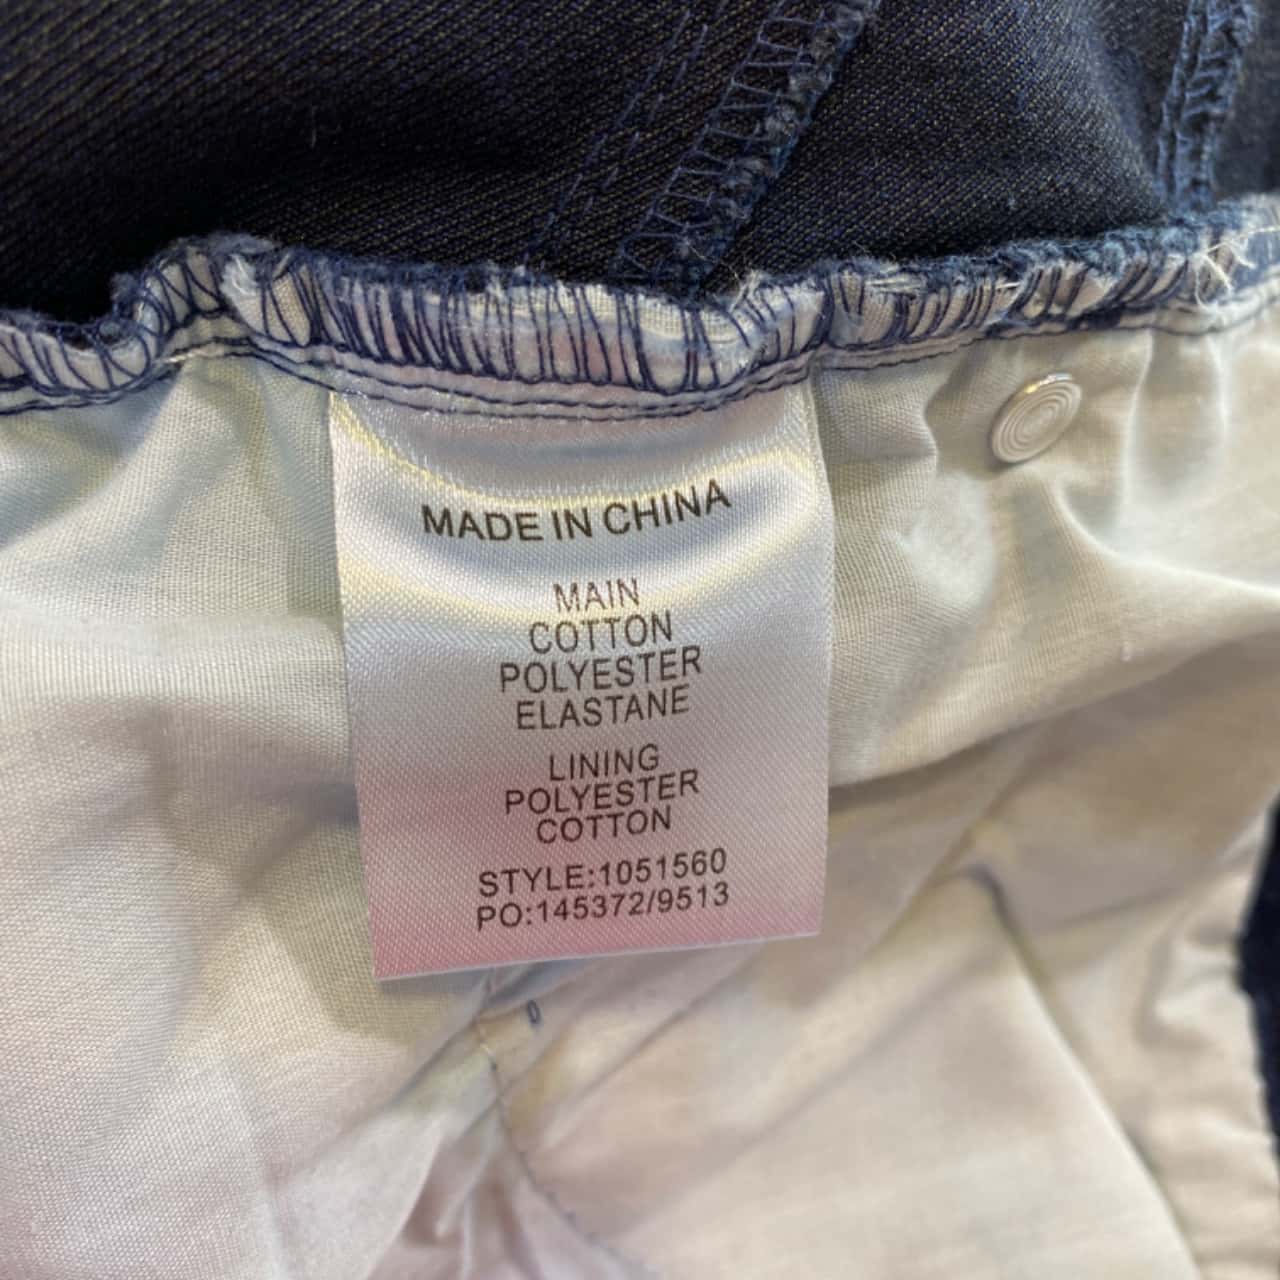 MADE IN CHINA
MAIN
COTTON
POLYESTER
ELASTANE
LINING
POLYESTER
COTTON
STYLE:1051560
PO:145372/9513